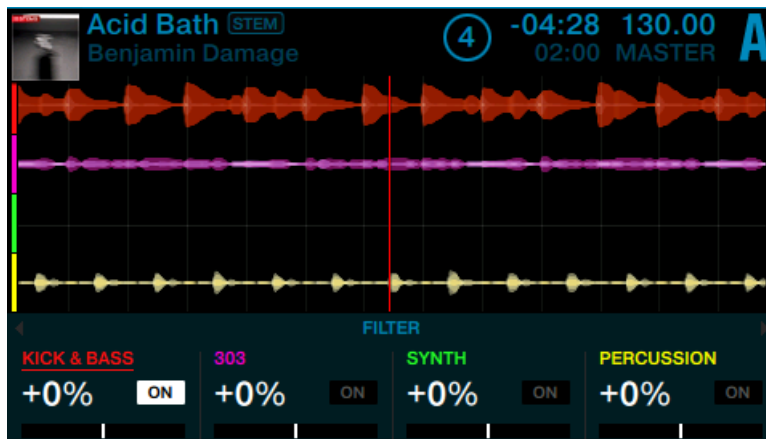 Acid Bath STEM
Benjamin Damage
4
-04:28 130.00
02:00 MASTER
A
FILTER
KICK & BASS 303 SYNTH PERCUSSION
+0% ON +0% ON +0% ON +0% ON